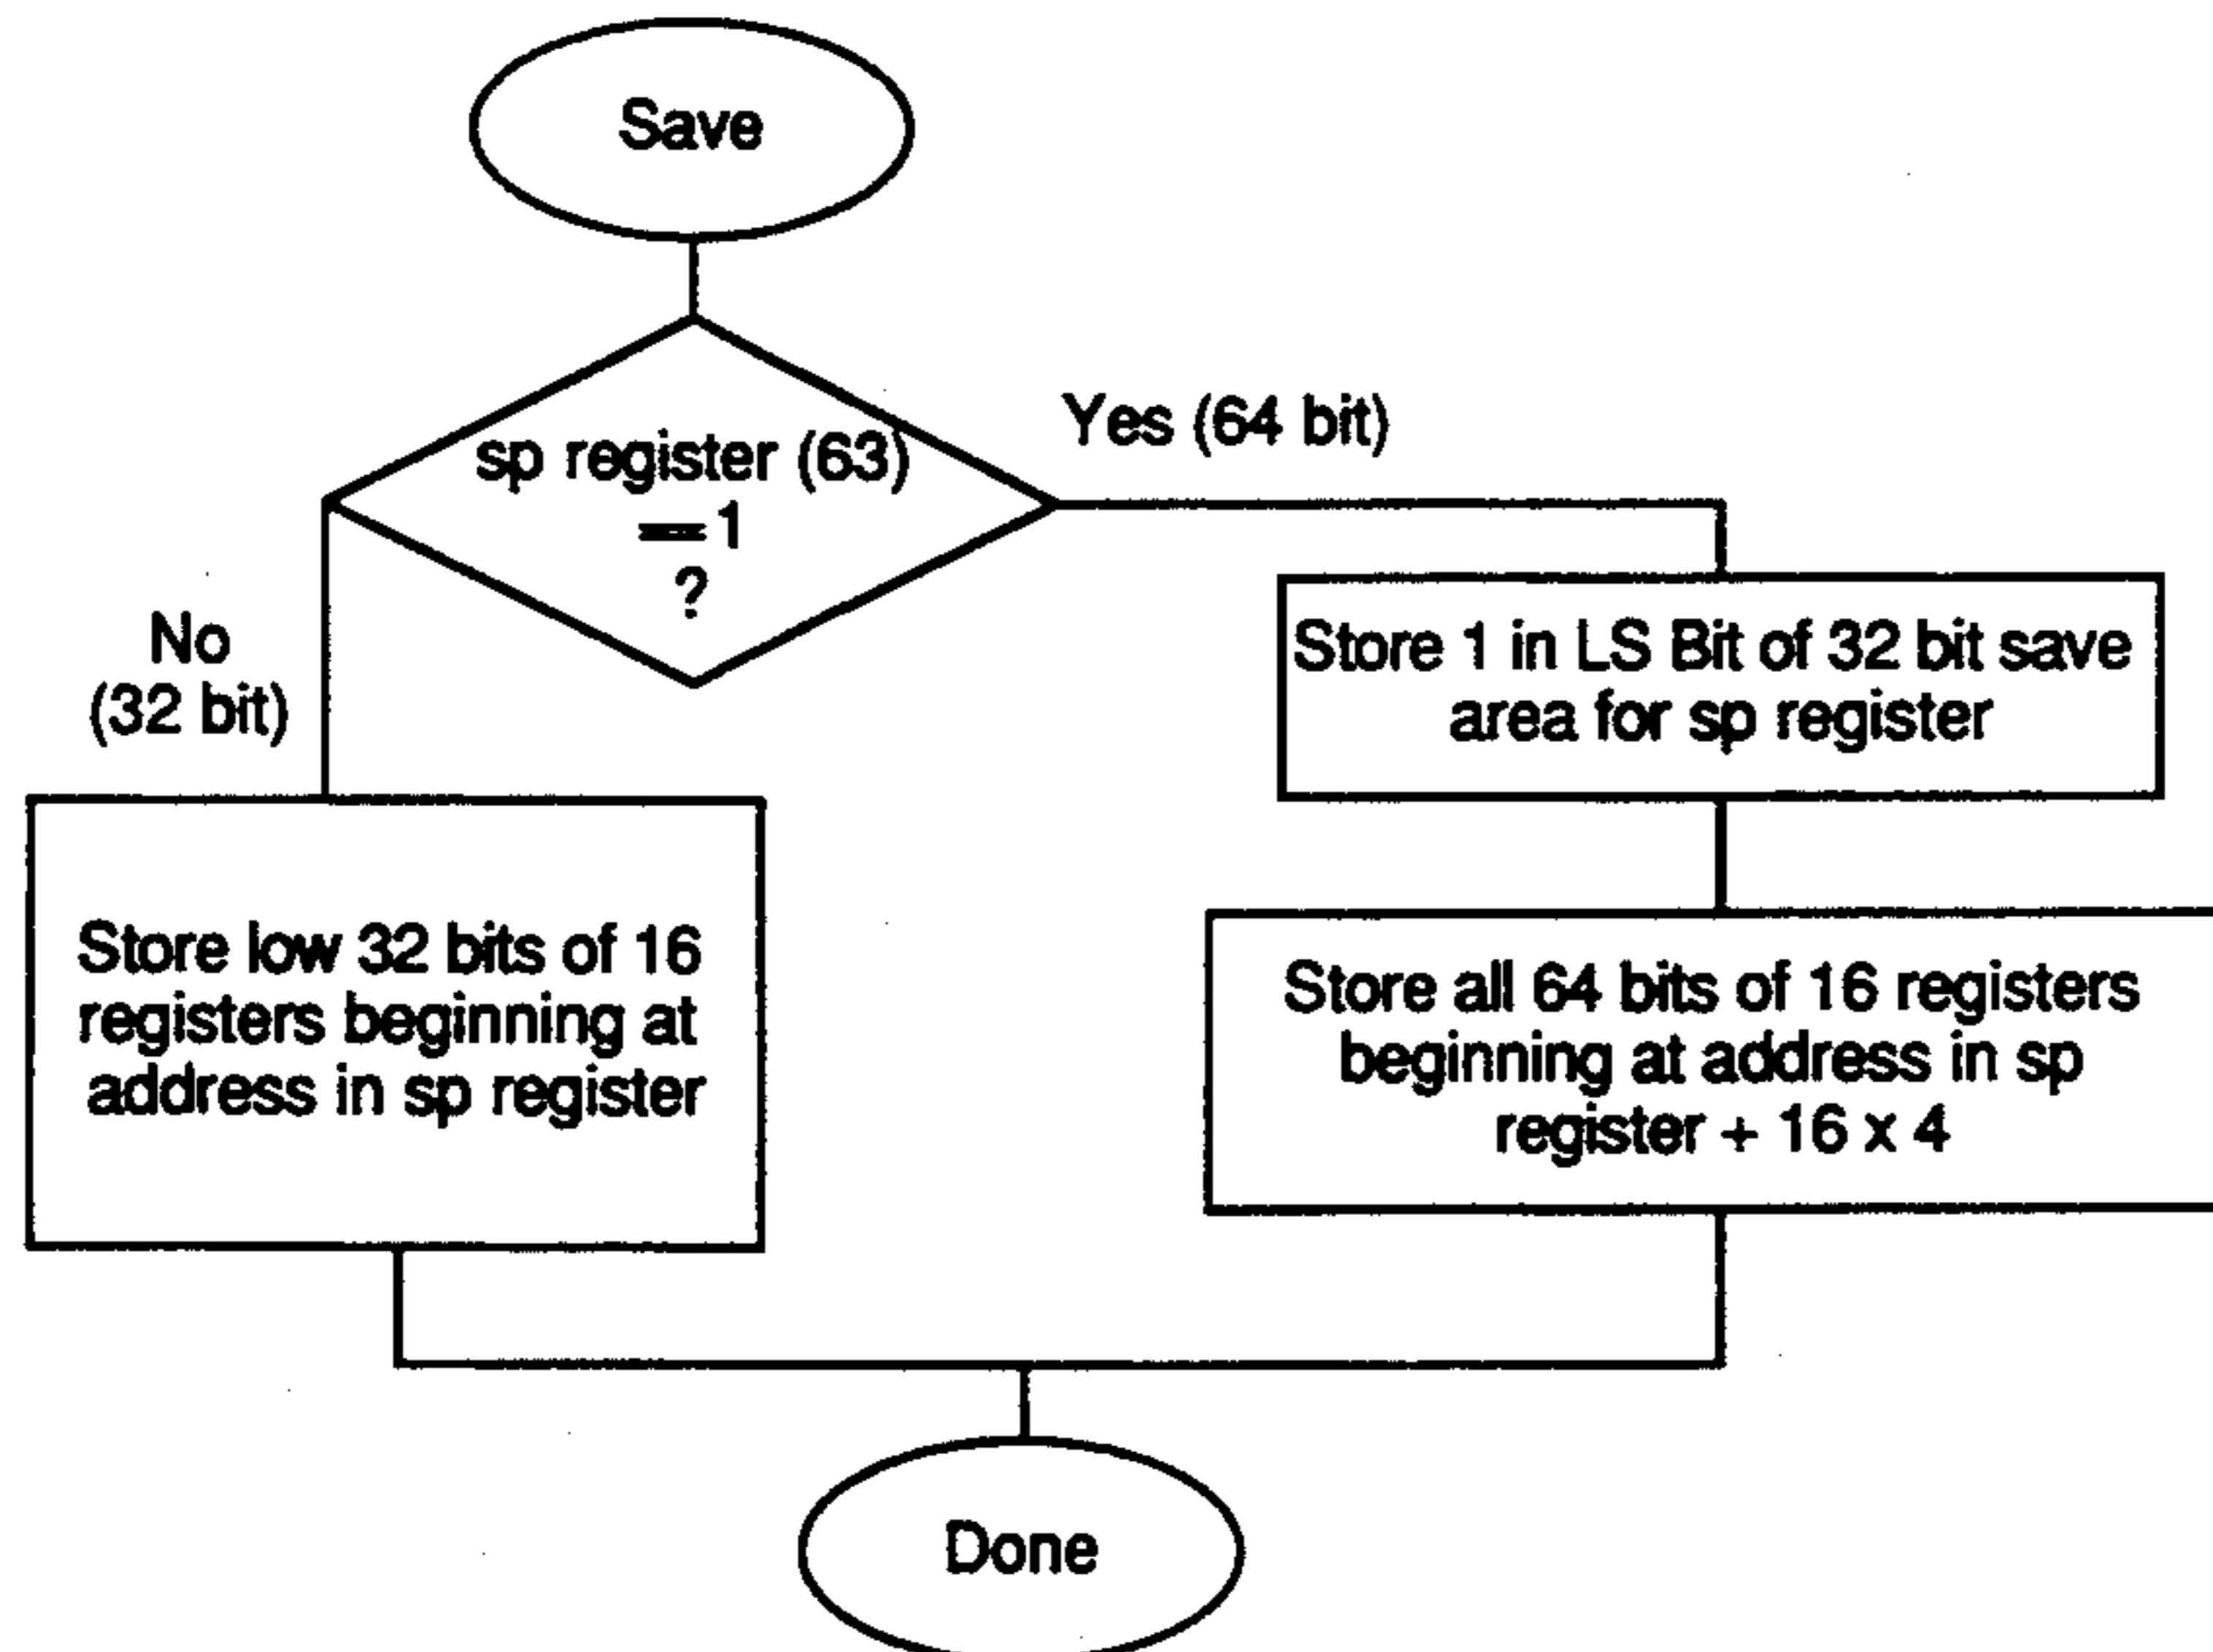 Save
sp register (63)
==1
?
Yes (64 bit)
No
(32 bit)
Store 1 in LS Bit of 32 bit save
area for sp register
Store low 32 bits of 16
registers beginning at
address in sp register
Store all 64 bits of 16 registers
beginning at address in sp
register + 16 x 4
Done